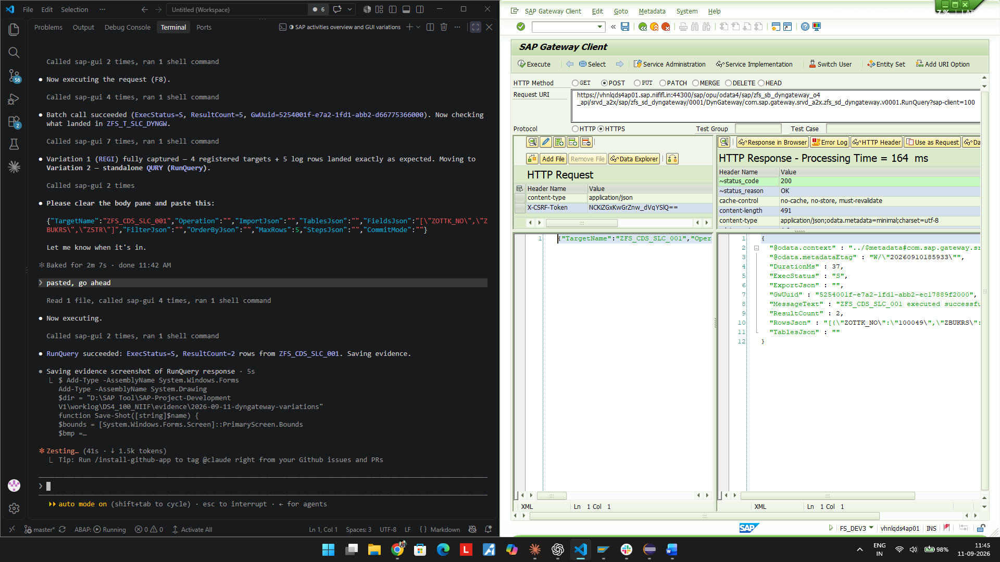 File Edit Selection ··· Untitled (Workspace) 6
Problems Output Debug Console Terminal Ports SAP activities overview and GUI variations
Called sap-gui 2 times, ran 1 shell command
● Now executing the request (F8).
Called sap-gui 4 times, ran 1 shell command
● Batch call succeeded (ExecStatus=S, ResultCount=5, GwUuid=5254001f-e7a2-1fd1-abb2-d66775366000). Now checking
what landed in ZFS_T_SLC_DYNGW.
Called sap-gui 7 times, ran 1 shell command
● Variation 1 (REGI) fully captured — 4 registered targets + 5 log rows landed exactly as expected. Moving to
Variation 2 — standalone QURY (RunQuery).
Called sap-gui 2 times
● Please clear the body pane and paste this:
{"TargetName":"ZFS_CDS_SLC_001","Operation":"","ImportJson":"","TablesJson":"","FieldsJson":"[\"ZOTTK_NO\",\"Z
BUKRS\",\"ZSTR\"]","FilterJson":"","OrderByJson":"","MaxRows":5,"StepsJson":"","CommitMode":""}
Let me know when it's in.
✻ Baked for 2m 7s · done 11:42 AM
❯ pasted, go ahead
Read 1 file, called sap-gui 4 times, ran 1 shell command
● Now executing.
Called sap-gui 2 times, ran 1 shell command
● RunQuery succeeded: ExecStatus=S, ResultCount=2 rows from ZFS_CDS_SLC_001. Saving evidence.
● Saving evidence screenshot of RunQuery response · 5s
$ Add-Type -AssemblyName System.Windows.Forms
Add-Type -AssemblyName System.Drawing
$dir = "D:\SAP Tool\SAP-Project-Development
V1\worklog\DS4_100_NIIF\evidence\2026-09-11-dyngateway-variations"
function Save-Shot([string]$name) {
$bounds = [System.Windows.Forms.Screen]::PrimaryScreen.Bounds
$bmp =…
✻ Zesting… (41s · ↓ 1.5k tokens)
Tip: Run /install-github-app to tag @claude right from your Github issues and PRs
❯
auto mode on (shift+tab to cycle) · esc to interrupt · ← for agents
56
2
master* ABAP: Running 0 0 Activate All Ln 1, Col 1 Spaces: 3 UTF-8 LF { } Markdown
SAP Gateway Client Edit Goto Metadata System Help
SAP Gateway Client
Execute Select Service Administration Service Implementation Switch User Entity Set Add URI Option
HTTP Method GET POST PUT PATCH MERGE DELETE HEAD
Request URI https://vhnlqds4ap01.sap.niififl.in:44300/sap/opu/odata4/sap/zfs_sb_dyngateway_o4
_api/srvd_a2x/sap/zfs_sd_dyngateway/0001/DynGateway/com.sap.gateway.srvd_a2x.zfs_sd_dyngateway.v0001.RunQuery?sap-client=100
Protocol HTTP HTTPS Test Group Test Case
Add File Remove File Data Explorer
HTTP Request
Header Name Value
content-type application/json
X-CSRF-Token NCKiZGxKwGrZnw_dVqYSlQ==
1 {"TargetName":"ZFS_CDS_SLC_001","Oper
XML Ln 1 Col 1
Response in Browser Error Log HTTP Header Use as Request Da
HTTP Response - Processing Time = 164 ms
Header Name Value
~status_code 200
~status_reason OK
cache-control no-cache, no-store, must-revalidate
content-length 491
content-type application/json;odata.metadata=minimal;charset=utf-8
1 {
2 "@odata.context" : "../$metadata#com.sap.gateway.sr
3 "@odata.metadataEtag" : "W/\"20260910185933\"",
4 "DurationMs" : 37,
5 "ExecStatus" : "S",
6 "ExportJson" : "",
7 "GwUuid" : "5254001f-e7a2-1fd1-abb2-ec17889f2000",
8 "MessageText" : "ZFS_CDS_SLC_001 executed successfu
9 "ResultCount" : 2,
10 "RowsJson" : "[{\"ZOTTK_NO\":\"100049\",\"ZBUKRS\":
11 "TablesJson" : ""
12 }
XML Ln 1 Col 1
SAP FS_DEV3 vhnlqds4ap01 INS
ENG
IN
98%
11:45
11-09-2026